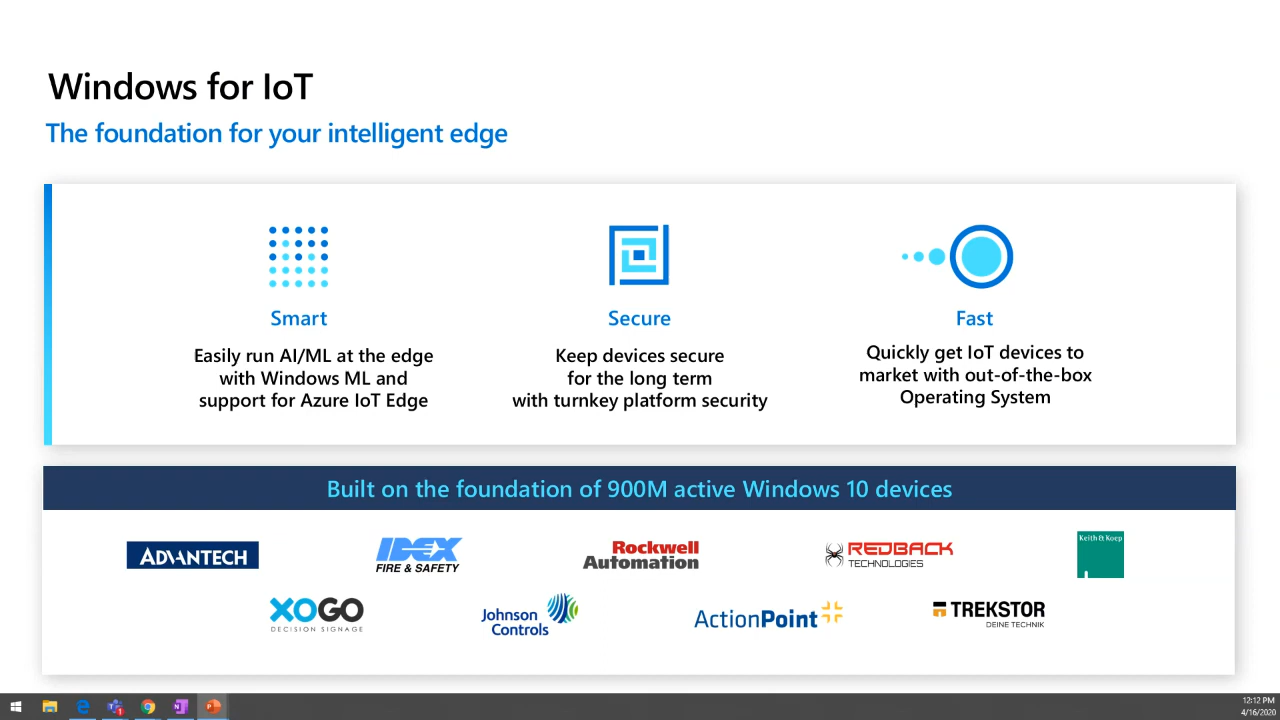 Windows for IoT
The foundation for your intelligent edge
Smart
Easily run AI/ML at the edge
with Windows ML and
support for Azure IoT Edge
Secure
Keep devices secure
for the long term
with turnkey platform security
Fast
Quickly get IoT devices to
market with out-of-the-box
Operating System
Built on the foundation of 900M active Windows 10 devices
ADVANTECH
IDEX
FIRE & SAFETY
Rockwell
Automation
REDBACK
TECHNOLOGIES
Keith & Koep
XOGO
DECISION SIGNAGE
Johnson
Controls
ActionPoint
TREKSTOR
DEINE TECHNIK
12:12 PM
4/16/2020